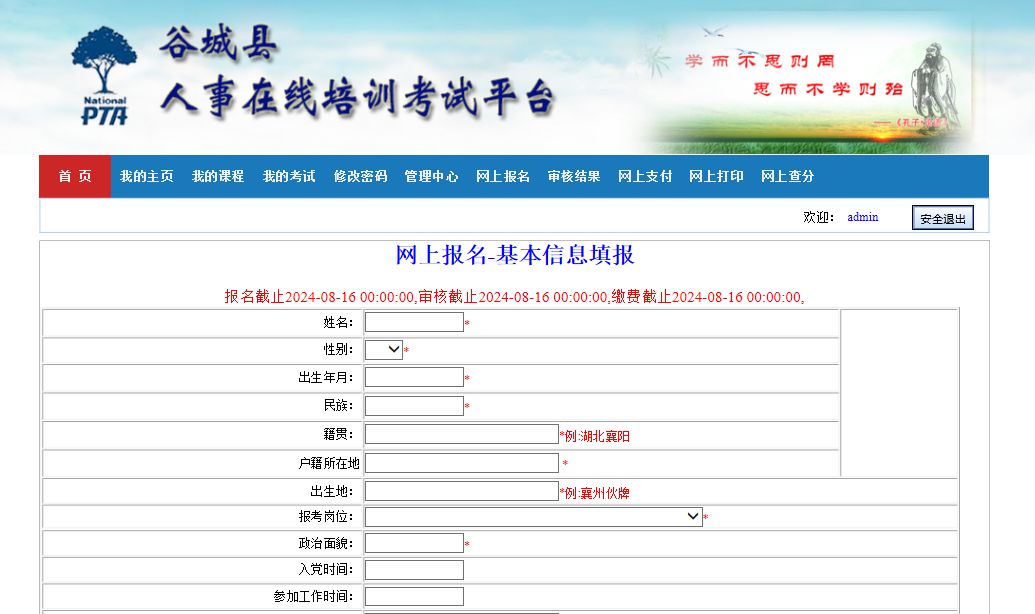 谷城县
人事在线培训考试平台
National
PTA
学而不思则罔
思而不学则殆
首 页 我的主页 我的课程 我的考试 修改密码 管理中心 网上报名 审核结果 网上支付 网上打印 网上查分
欢迎： admin 安全退出
网上报名-基本信息填报
报名截止2024-08-16 00:00:00,审核截止2024-08-16 00:00:00,缴费截止2024-08-16 00:00:00,
姓名： *
性别： *
出生年月： *
民族： *
籍贯： *例:湖北襄阳
户籍所在地 *
出生地： *例:襄州伙牌
报考岗位： *
政治面貌： *
入党时间：
参加工作时间：